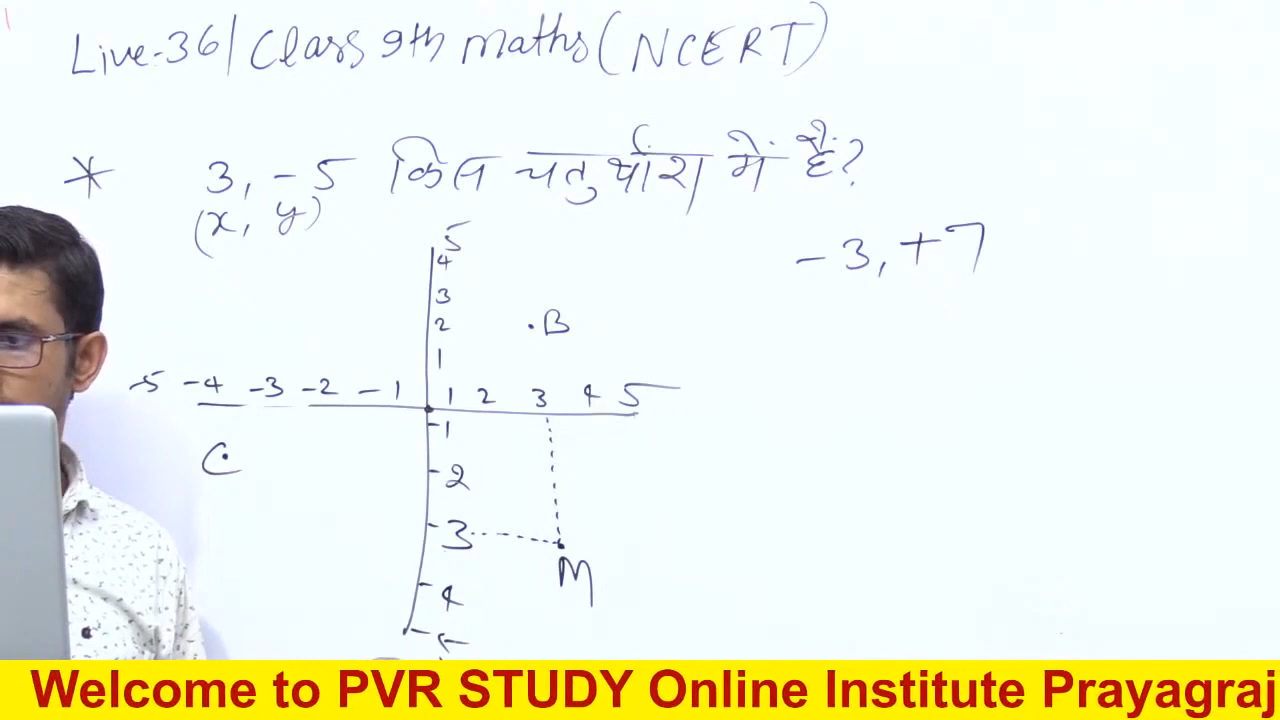 Live-36/Class 9th maths (NCERT)
* 3, -5 किस चतुर्थांश में है?
(x, y)
-3, +7
5
4
3
2 .B
1
-5 -4 -3 -2 -1 1 2 3 4 5
-1
C
-2
-3
M
-4
Welcome to PVR STUDY Online Institute Prayagraj